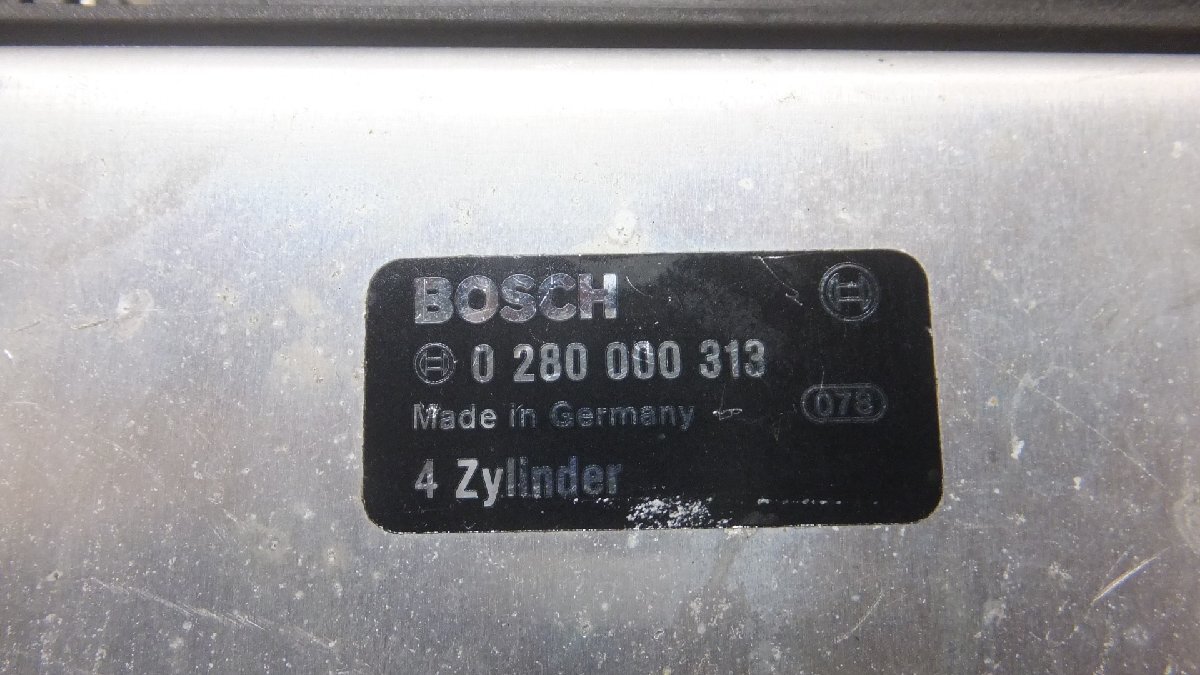 BOSCH
0 280 000 313
Made in Germany
078
4 Zylinder